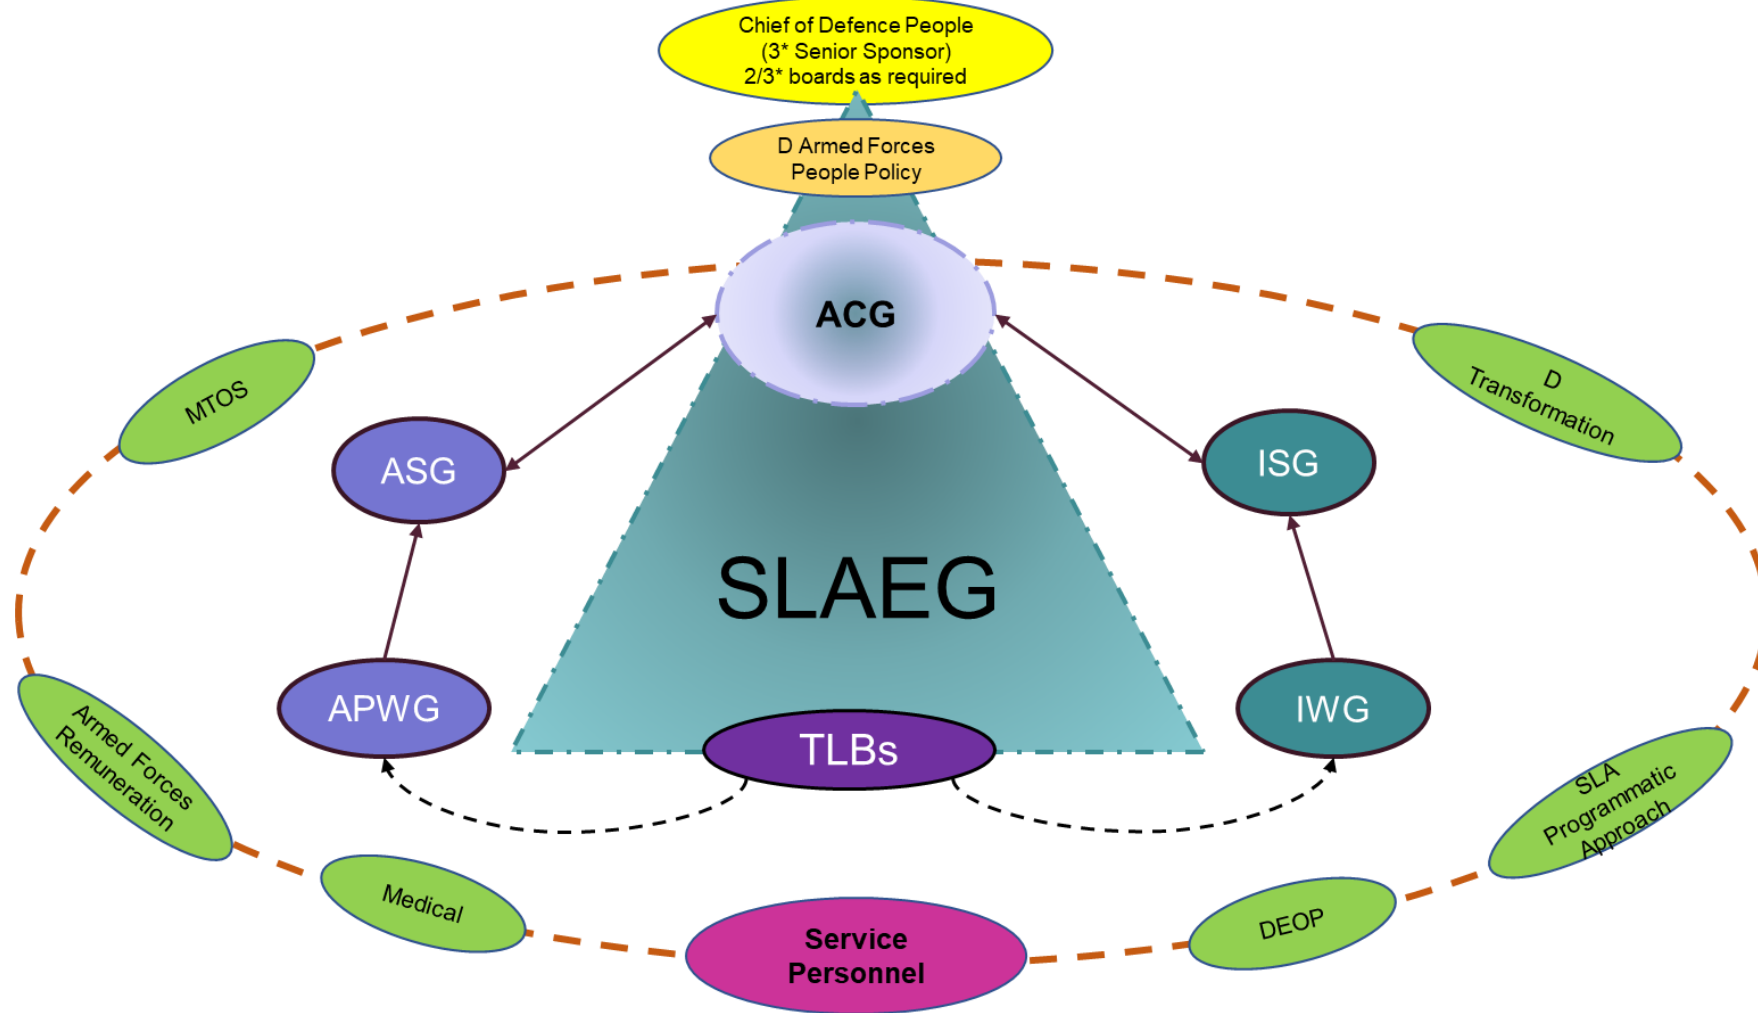 Chief of Defence People
(3* Senior Sponsor)
2/3* boards as required
D Armed Forces
People Policy
ACG
MTOS
D
Transformation
ASG
ISG
SLAEG
APWG
IWG
TLBs
Armed Forces
Remuneration
SLA
Programmatic
Approach
Medical
DEOP
Service
Personnel